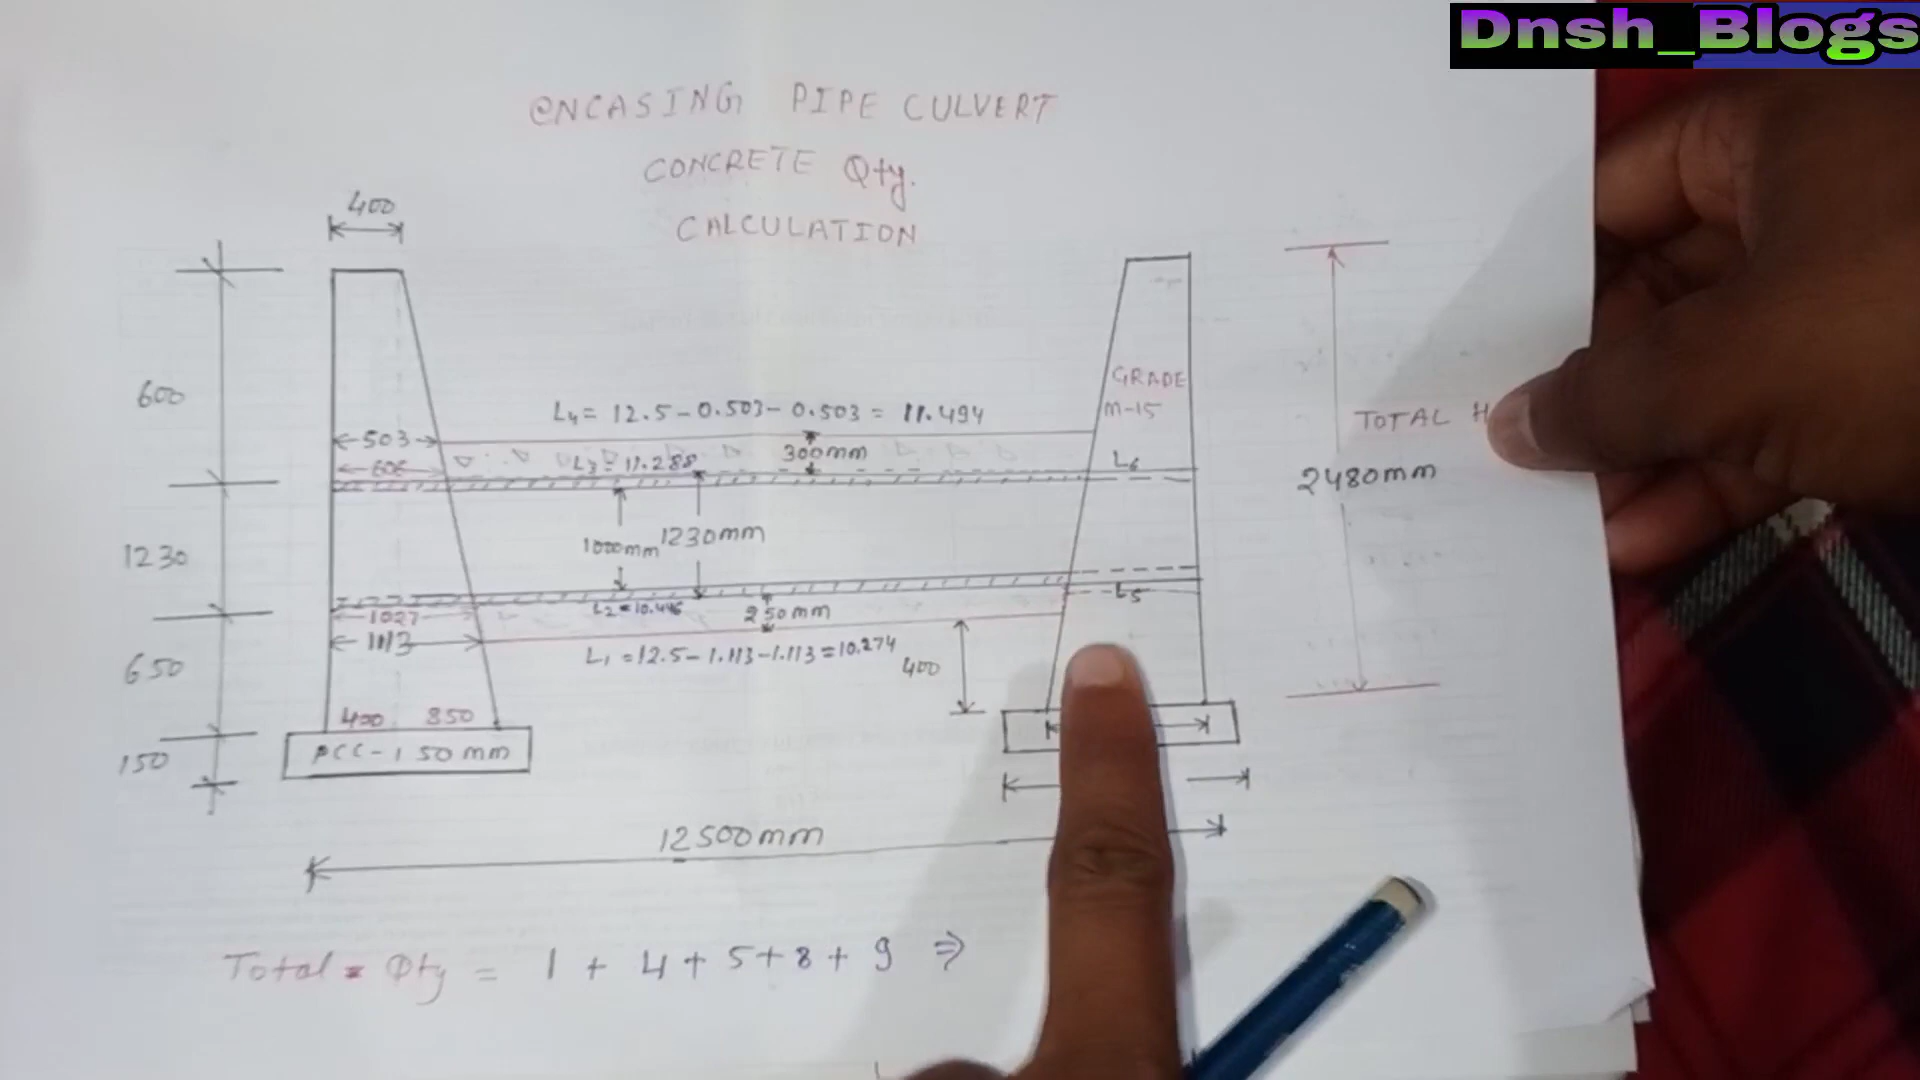 Dnsh_Blogs
@NCASING PIPE CULVERT
CONCRETE Qty.
CALCULATION
400
600
GRADE
M-15
L4 = 12.5 - 0.503 - 0.503 = 11.494
TOTAL H
503
300mm
606
L3 = 11.288
L6
2480mm
1230
1000mm
1230mm
L5
1027
L2 = 10.446
250mm
1113
L1 = 12.5 - 1.113 - 1.113 = 10.274
400
650
400 850
150
PCC-150mm
12500mm
Total = Qty = 1 + 4 + 5 + 8 + 9 ⇒